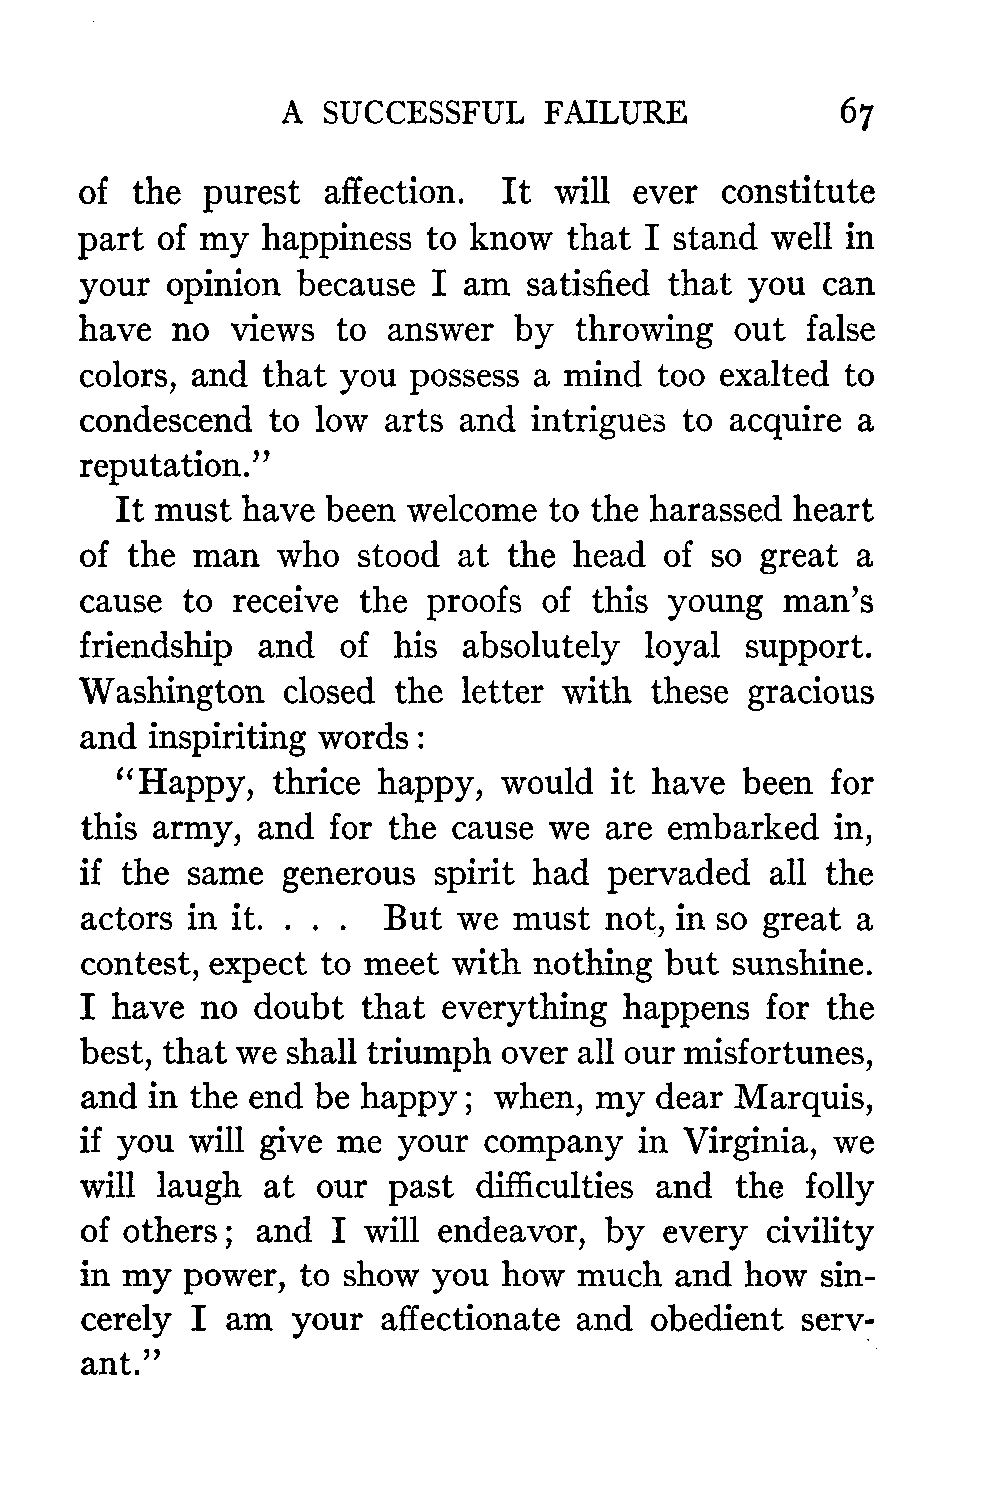 A SUCCESSFUL FAILURE 67
of the purest affection. It will ever constitute
part of my happiness to know that I stand well in
your opinion because I am satisfied that you can
have no views to answer by throwing out false
colors, and that you possess a mind too exalted to
condescend to low arts and intrigues to acquire a
reputation."
It must have been welcome to the harassed heart
of the man who stood at the head of so great a
cause to receive the proofs of this young man's
friendship and of his absolutely loyal support.
Washington closed the letter with these gracious
and inspiriting words:
"Happy, thrice happy, would it have been for
this army, and for the cause we are embarked in,
if the same generous spirit had pervaded all the
actors in it. . . . But we must not, in so great a
contest, expect to meet with nothing but sunshine.
I have no doubt that everything happens for the
best, that we shall triumph over all our misfortunes,
and in the end be happy; when, my dear Marquis,
if you will give me your company in Virginia, we
will laugh at our past difficulties and the folly
of others; and I will endeavor, by every civility
in my power, to show you how much and how sin-
cerely I am your affectionate and obedient serv-
ant."